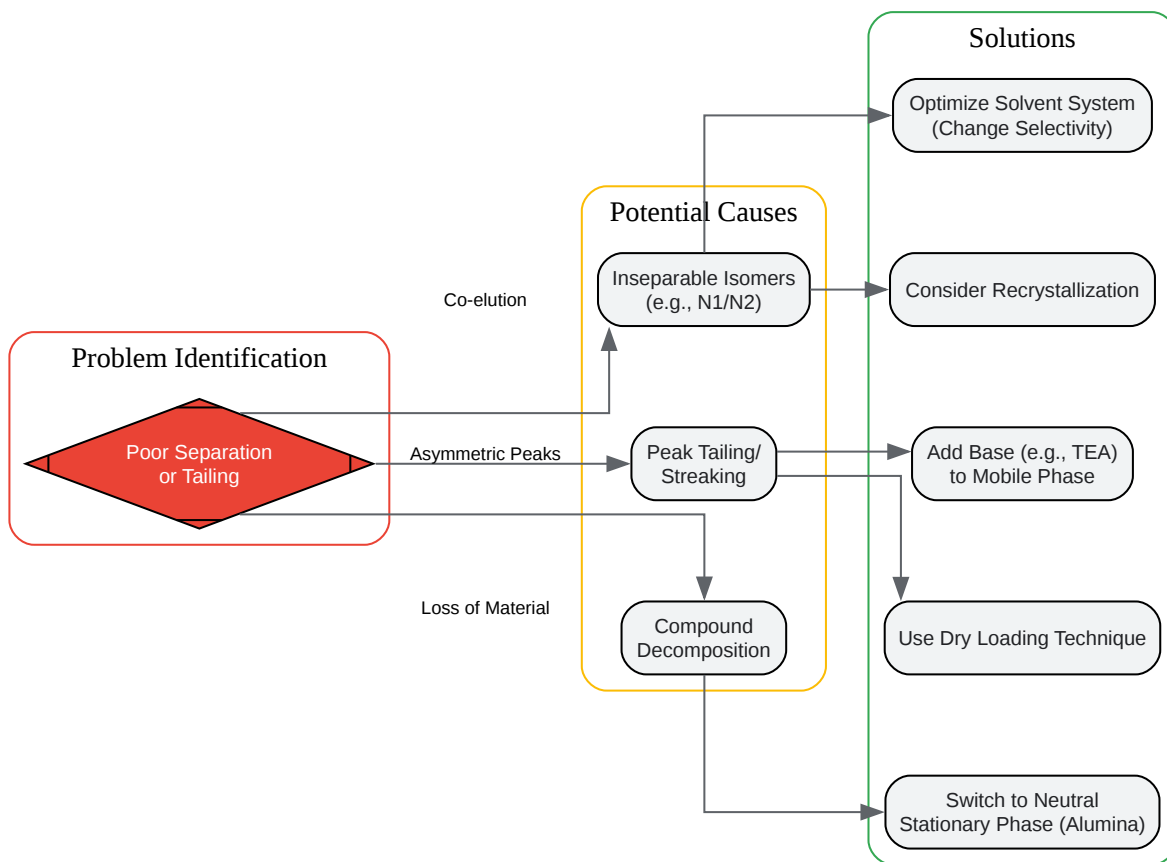 Problem Identification
Poor Separation
or Tailing
Co-elution
Asymmetric Peaks
Loss of Material
Potential Causes
Inseparable Isomers
(e.g., N1/N2)
Peak Tailing/
Streaking
Compound
Decomposition
Solutions
Optimize Solvent System
(Change Selectivity)
Consider Recrystallization
Add Base (e.g., TEA)
to Mobile Phase
Use Dry Loading Technique
Switch to Neutral
Stationary Phase (Alumina)